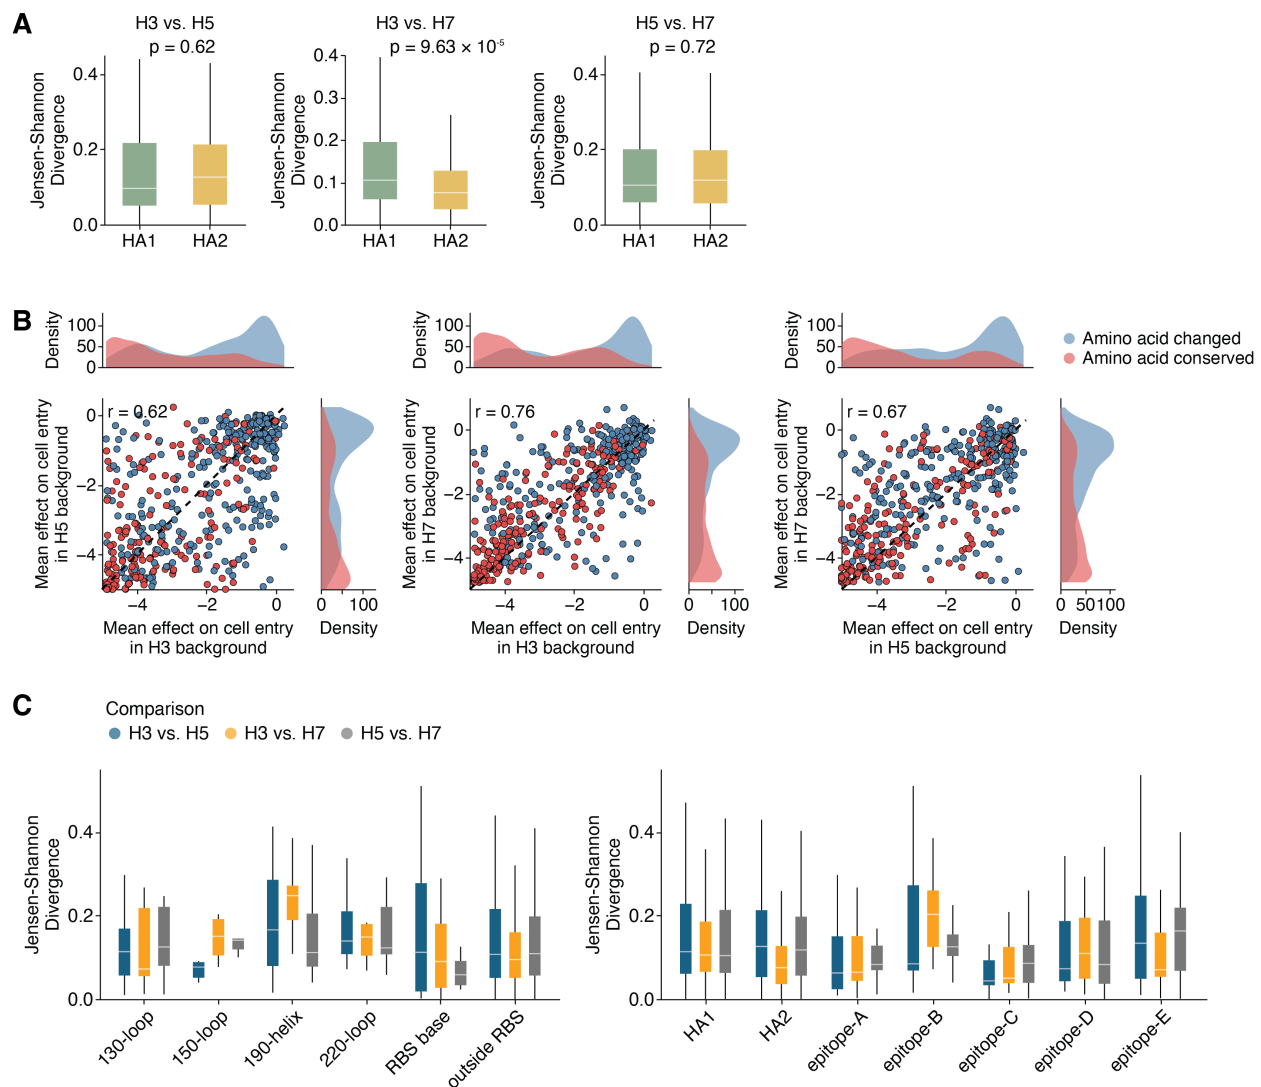 A
H3 vs. H5
p = 0.62
Jensen-Shannon
Divergence
0.4
0.2
0.0
HA1
HA2
H3 vs. H7
p = 9.63 × 10⁻⁵
Jensen-Shannon
Divergence
0.4
0.3
0.2
0.1
0.0
HA1
HA2
H5 vs. H7
p = 0.72
Jensen-Shannon
Divergence
0.4
0.2
0.0
HA1
HA2
B
Density
100
50
0
Density
100
50
0
Density
100
50
0
Amino acid changed
Amino acid conserved
r = 0.62
Mean effect on cell entry
in H5 background
0
−2
−4
−4
−2
0
Mean effect on cell entry
in H3 background
0
100
Density
r = 0.76
Mean effect on cell entry
in H7 background
0
−2
−4
−4
−2
0
Mean effect on cell entry
in H3 background
0
100
Density
r = 0.67
Mean effect on cell entry
in H7 background
0
−2
−4
−4
−2
0
Mean effect on cell entry
in H5 background
0
50
100
Density
C
Comparison
H3 vs. H5
H3 vs. H7
H5 vs. H7
Jensen-Shannon
Divergence
0.4
0.2
0.0
130-loop
150-loop
190-helix
220-loop
RBS base
outside RBS
Jensen-Shannon
Divergence
0.4
0.2
0.0
HA1
HA2
epitope-A
epitope-B
epitope-C
epitope-D
epitope-E